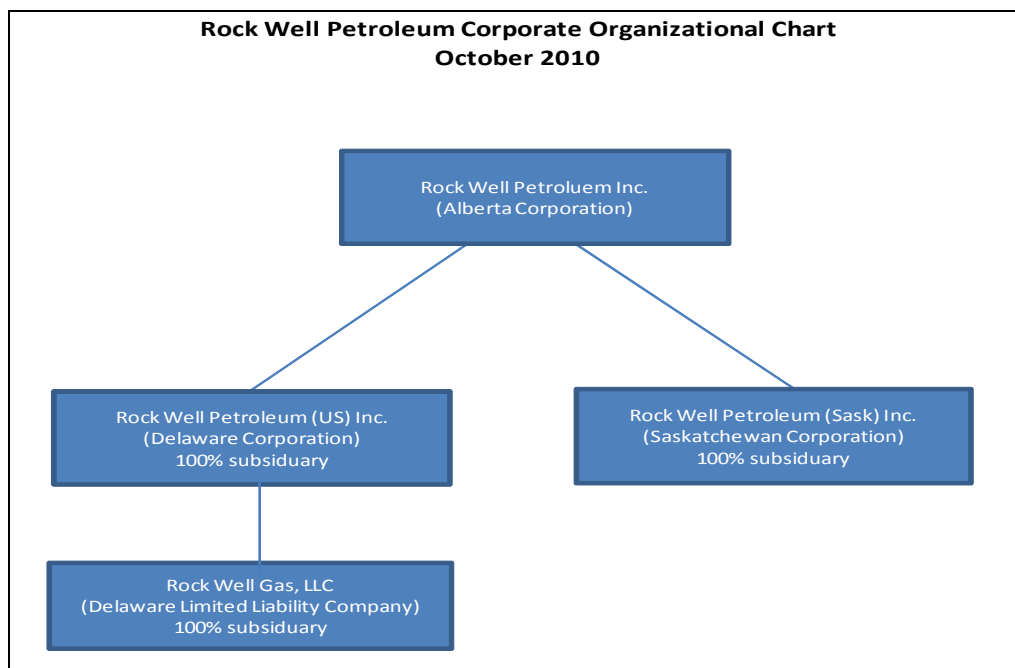 Rock Well Petroleum Corporate Organizational Chart
October 2010
Rock Well Petroluem Inc.
(Alberta Corporation)
Rock Well Petroleum (US) Inc.
(Delaware Corporation)
100% subsiduary
Rock Well Petroleum (Sask) Inc.
(Saskatchewan Corporation)
100% subsiduary
Rock Well Gas, LLC
(Delaware Limited Liability Company)
100% subsiduary